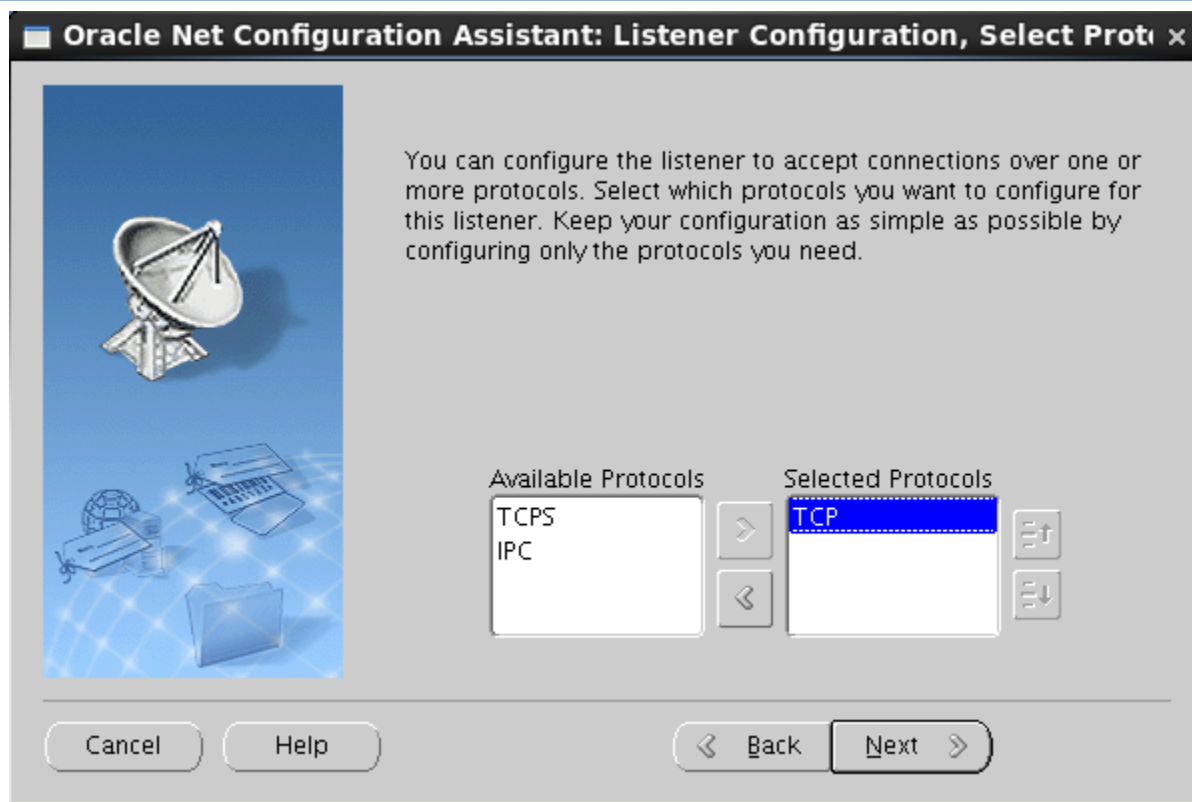 Oracle Net Configuration Assistant: Listener Configuration, Select Prot
You can configure the listener to accept connections over one or
more protocols. Select which protocols you want to configure for
this listener. Keep your configuration as simple as possible by
configuring only the protocols you need.
Available Protocols
Selected Protocols
TCPS
IPC
TCP
Cancel
Help
Back
Next